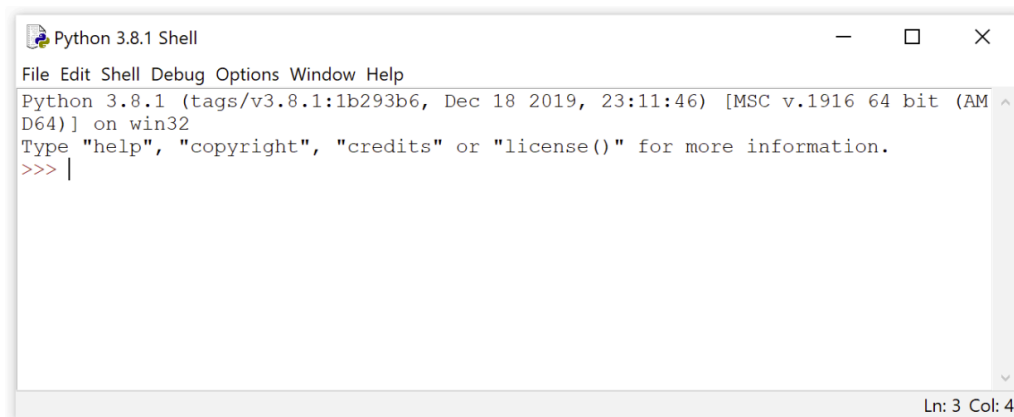 Python 3.8.1 Shell
File Edit Shell Debug Options Window Help
Python 3.8.1 (tags/v3.8.1:1b293b6, Dec 18 2019, 23:11:46) [MSC v.1916 64 bit (AM
D64)] on win32
Type "help", "copyright", "credits" or "license()" for more information.
>>>
Ln: 3 Col: 4